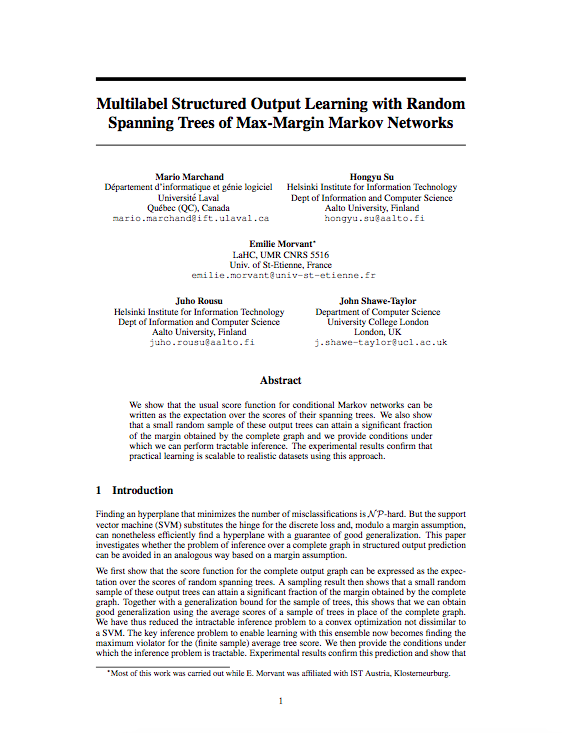 Multilabel Structured Output Learning with Random
Spanning Trees of Max-Margin Markov Networks
Mario Marchand
Département d'informatique et génie logiciel
Université Laval
Québec (QC), Canada
mario.marchand@ift.ulaval.ca
Hongyu Su
Helsinki Institute for Information Technology
Dept of Information and Computer Science
Aalto University, Finland
hongyu.su@aalto.fi
Emilie Morvant*
LaHC, UMR CNRS 5516
Univ. of St-Etienne, France
emilie.morvant@univ-st-etienne.fr
Juho Rousu
Helsinki Institute for Information Technology
Dept of Information and Computer Science
Aalto University, Finland
juho.rousu@aalto.fi
John Shawe-Taylor
Department of Computer Science
University College London
London, UK
j.shawe-taylor@ucl.ac.uk
Abstract
We show that the usual score function for conditional Markov networks can be
written as the expectation over the scores of their spanning trees. We also show
that a small random sample of these output trees can attain a significant fraction
of the margin obtained by the complete graph and we provide conditions under
which we can perform tractable inference. The experimental results confirm that
practical learning is scalable to realistic datasets using this approach.
1 Introduction
Finding an hyperplane that minimizes the number of misclassifications is NP-hard. But the support
vector machine (SVM) substitutes the hinge for the discrete loss and, modulo a margin assumption,
can nonetheless efficiently find a hyperplane with a guarantee of good generalization. This paper
investigates whether the problem of inference over a complete graph in structured output prediction
can be avoided in an analogous way based on a margin assumption.
We first show that the score function for the complete output graph can be expressed as the expec-
tation over the scores of random spanning trees. A sampling result then shows that a small random
sample of these output trees can attain a significant fraction of the margin obtained by the complete
graph. Together with a generalization bound for the sample of trees, this shows that we can obtain
good generalization using the average scores of a sample of trees in place of the complete graph.
We have thus reduced the intractable inference problem to a convex optimization not dissimilar to
a SVM. The key inference problem to enable learning with this ensemble now becomes finding the
maximum violator for the (finite sample) average tree score. We then provide the conditions under
which the inference problem is tractable. Experimental results confirm this prediction and show that
*Most of this work was carried out while E. Morvant was affiliated with IST Austria, Klosterneurburg.
1